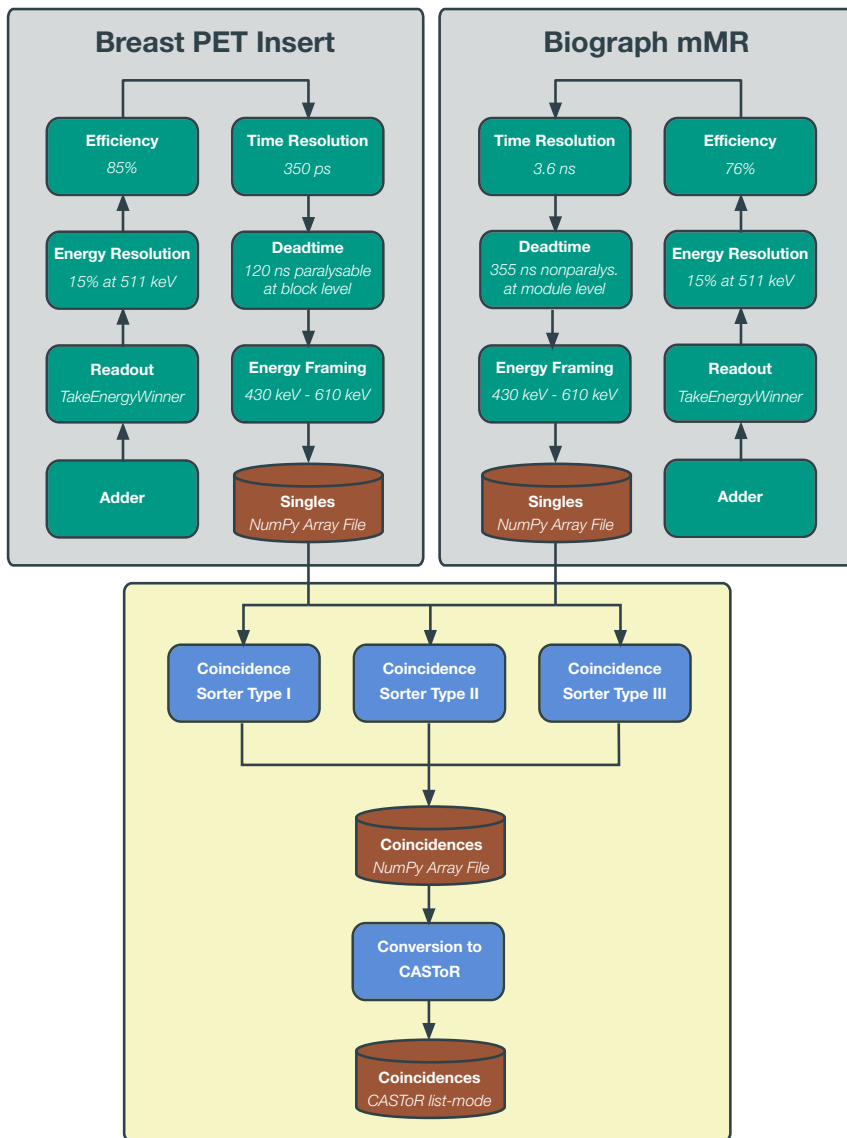 Breast PET Insert
Efficiency
85%
Time Resolution
350 ps
Energy Resolution
15% at 511 keV
Deadtime
120 ns paralysable
at block level
Readout
TakeEnergyWinner
Energy Framing
430 keV - 610 keV
Adder
Singles
NumPy Array File
Biograph mMR
Time Resolution
3.6 ns
Efficiency
76%
Deadtime
355 ns nonparalys.
at module level
Energy Resolution
15% at 511 keV
Energy Framing
430 keV - 610 keV
Readout
TakeEnergyWinner
Singles
NumPy Array File
Adder
Coincidence
Sorter Type I
Coincidence
Sorter Type II
Coincidence
Sorter Type III
Coincidences
NumPy Array File
Conversion to
CASToR
Coincidences
CASToR list-mode